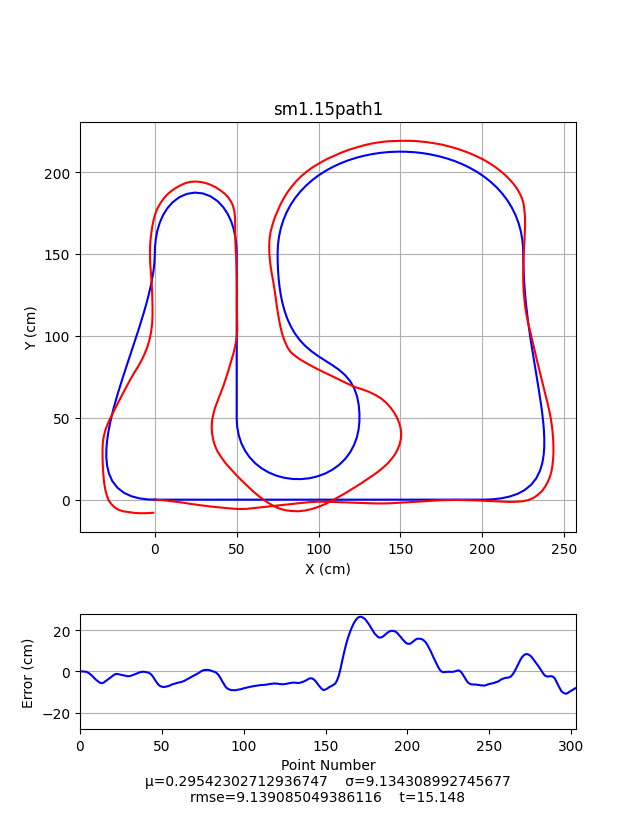 sm1.15path1
200
150
100
50
0
Y (cm)
0 50 100 150 200 250
X (cm)
20
0
−20
Error (cm)
0 50 100 150 200 250 300
Point Number
μ=0.29542302712936747 σ=9.134308992745677
rmse=9.139085049386116 t=15.148